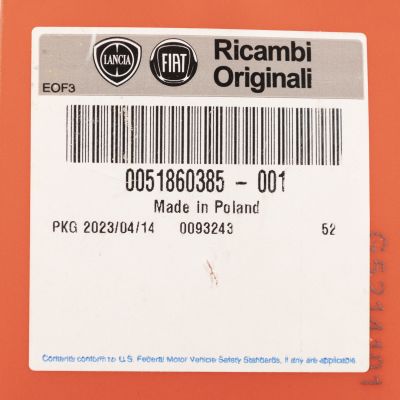 LANCIA FIAT Ricambi
Originali
EOF3
0051860385 - 001
Made in Poland
PKG 2023/04/14 0093243 52
Contents conform to U.S. Federal Motor Vehicle Safety Standards, if any are applicable